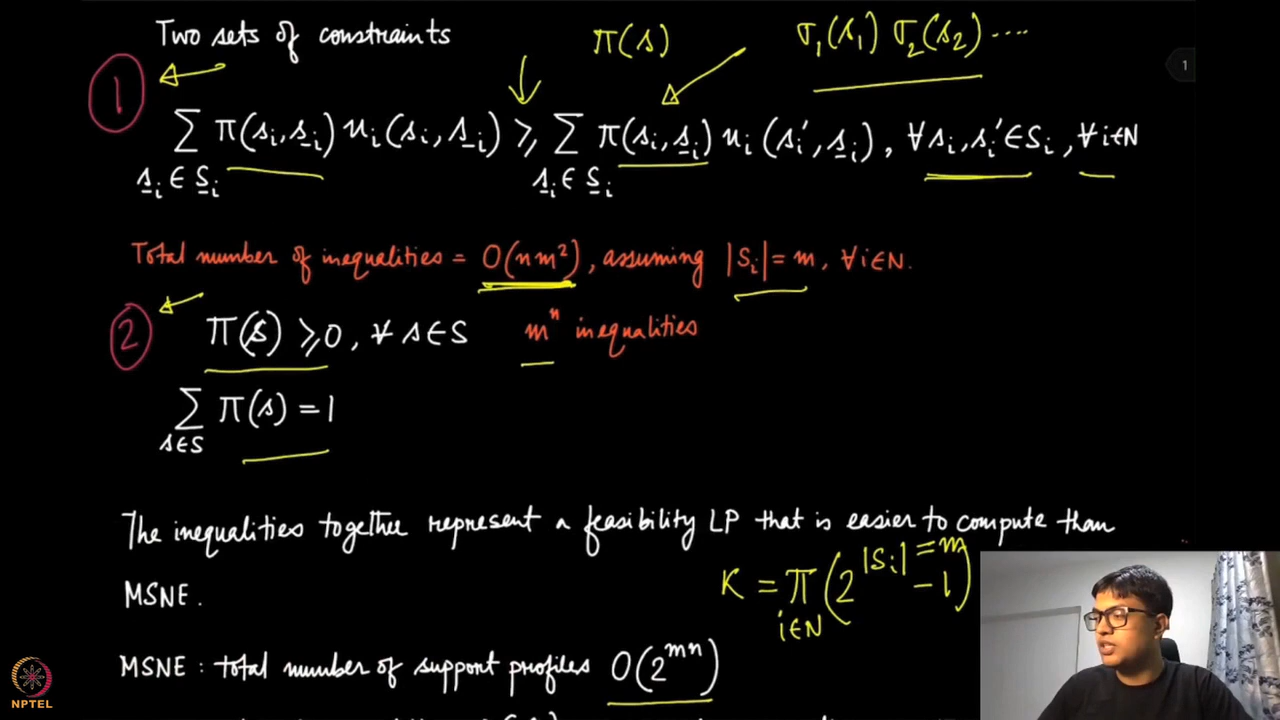 Two sets of constraints
π(s) σ₁(s₁) σ₂(s₂) ....
1
∑ π(sᵢ, s̲ᵢ) uᵢ(sᵢ, s̲ᵢ) ≥ ∑ π(sᵢ, s̲ᵢ) uᵢ(sᵢ', s̲ᵢ), ∀ sᵢ, sᵢ' ∈ Sᵢ, ∀ i ∈ N
s̲ᵢ ∈ S̲ᵢ s̲ᵢ ∈ S̲ᵢ
Total number of inequalities = O(nm²), assuming |Sᵢ| = m, ∀ i ∈ N.
2
π(s) ≥ 0, ∀ s ∈ S mⁿ inequalities
∑ π(s) = 1
s ∈ S
The inequalities together represent a feasibility LP that is easier to compute than
MSNE.
K = π (2^|Sᵢ| = m − 1)
i ∈ N
MSNE : total number of support profiles O(2^mn)
NPTEL
1